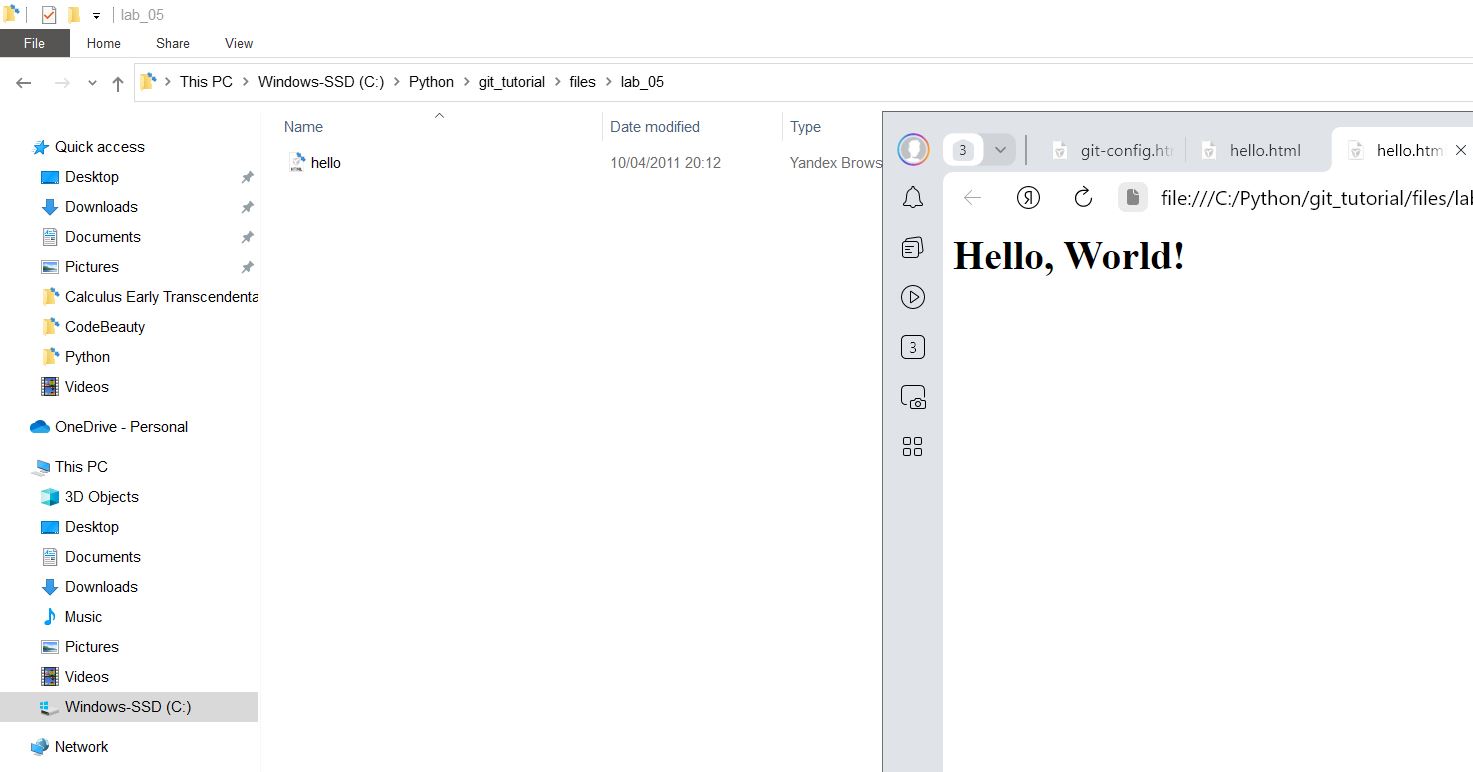 lab_05
File Home Share View
This PC Windows-SSD (C:) Python git_tutorial files lab_05
Name Date modified Type
hello 10/04/2011 20:12 Yandex Brows
Quick access
Desktop
Downloads
Documents
Pictures
Calculus Early Transcendenta
CodeBeauty
Python
Videos
OneDrive - Personal
This PC
3D Objects
Desktop
Documents
Downloads
Music
Pictures
Videos
Windows-SSD (C:)
Network
3 git-config.htm hello.html hello.htm
Я file:///C:/Python/git_tutorial/files/lab
Hello, World!
3